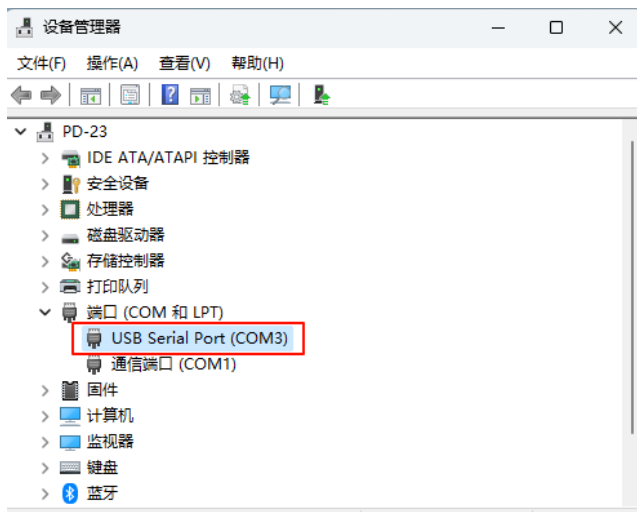 设备管理器
文件(F) 操作(A) 查看(V) 帮助(H)
PD-23
IDE ATA/ATAPI 控制器
安全设备
处理器
磁盘驱动器
存储控制器
打印队列
端口 (COM 和 LPT)
USB Serial Port (COM3)
通信端口 (COM1)
固件
计算机
监视器
键盘
蓝牙